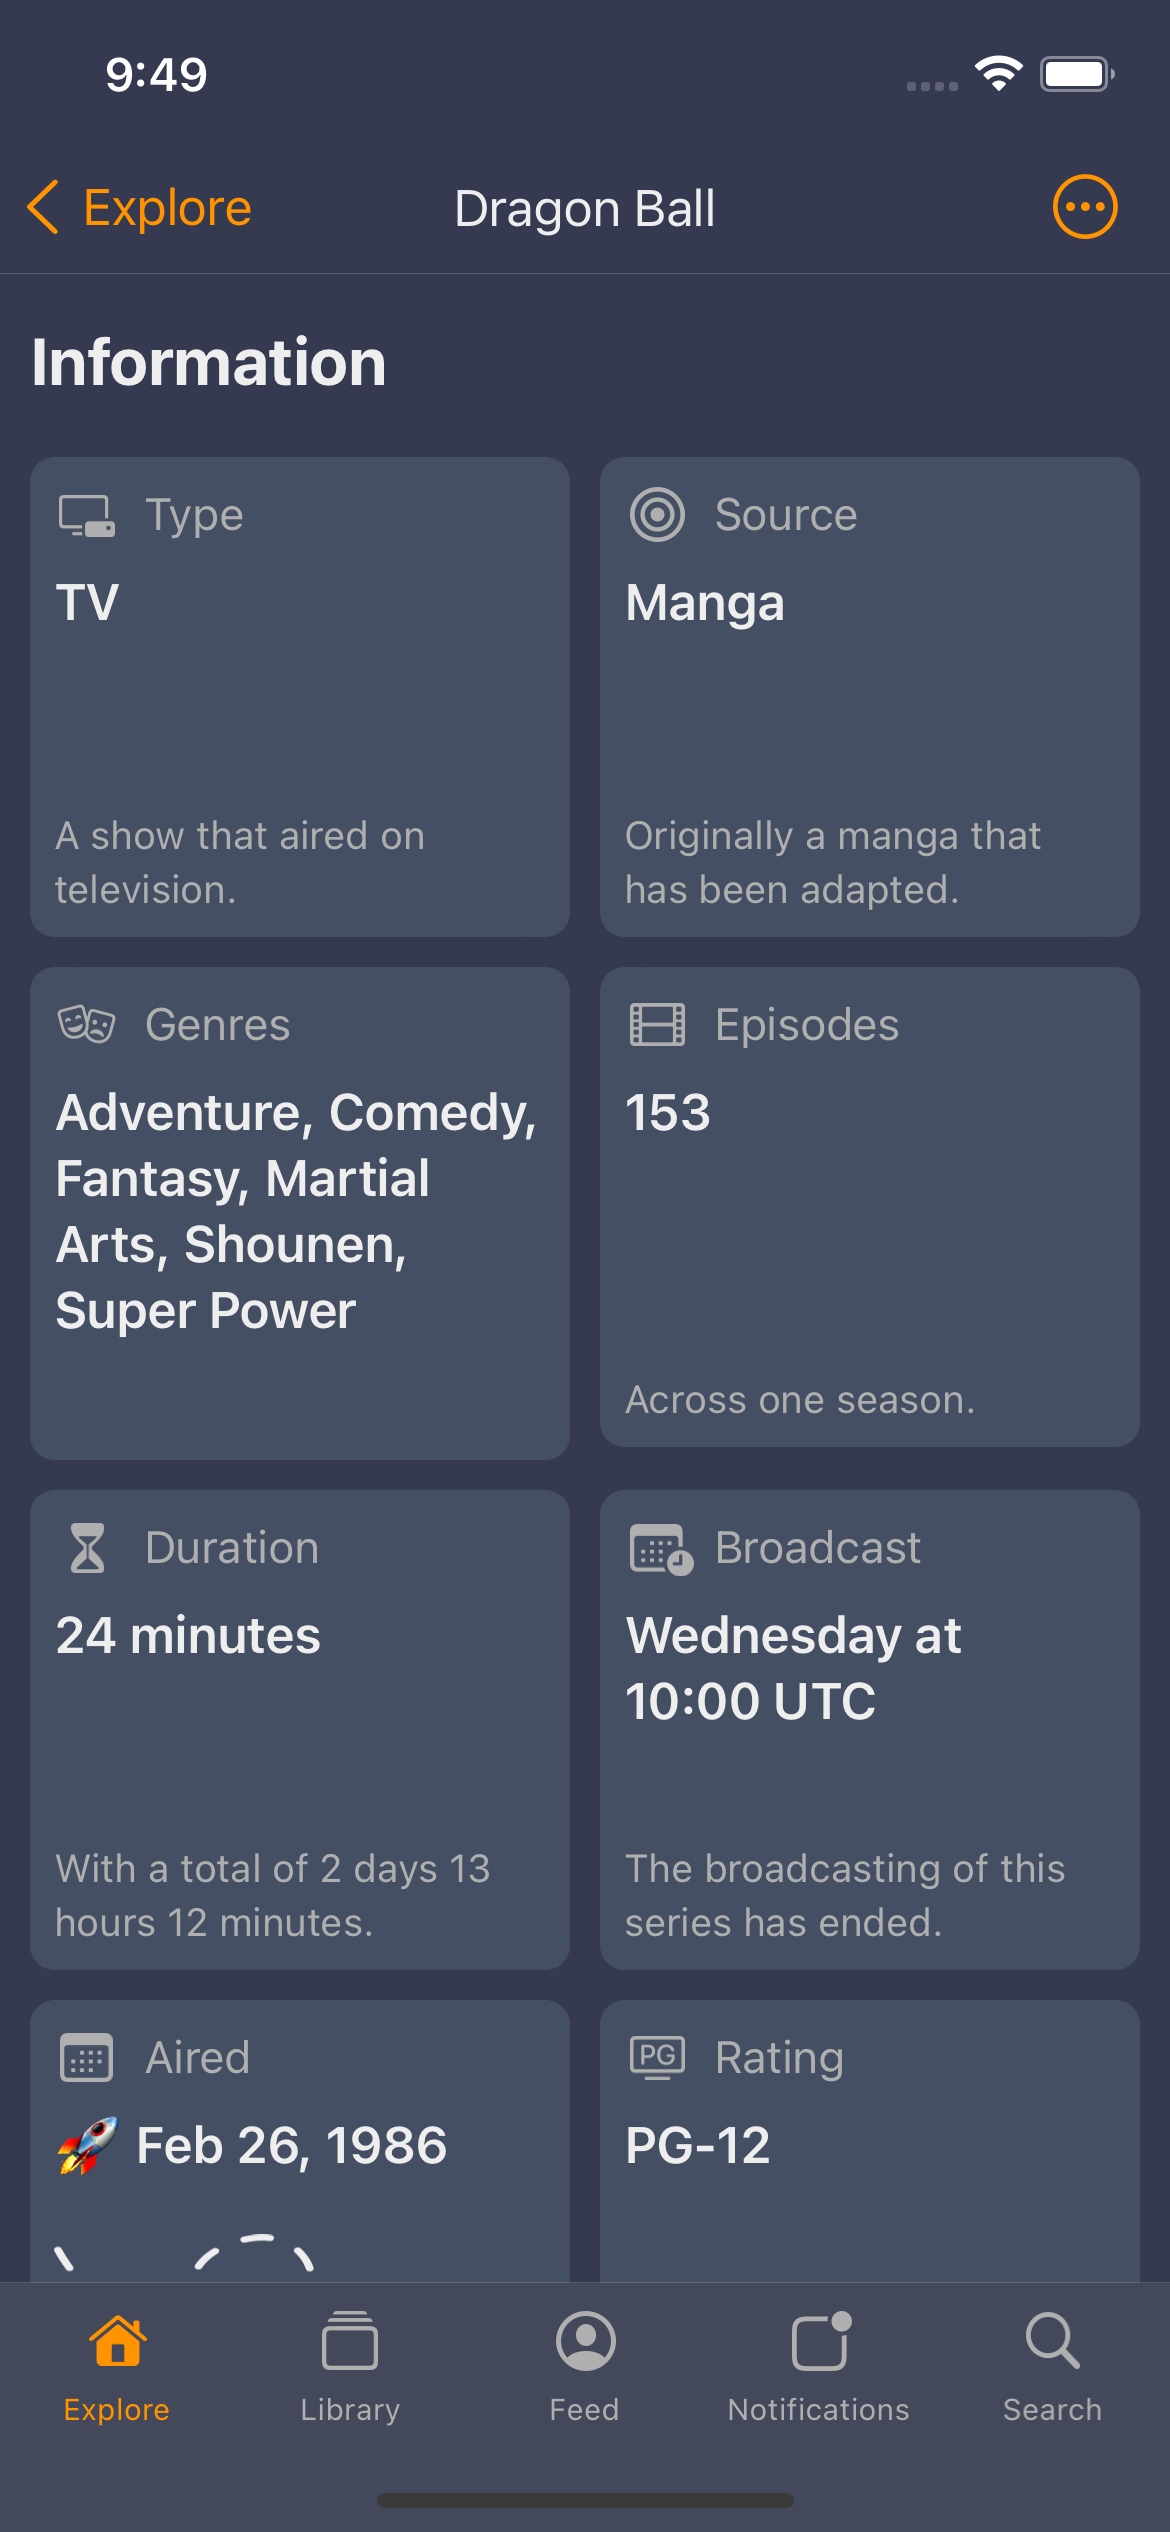 9:49
Explore
Dragon Ball
Information
Type
TV
A show that aired on
television.
Source
Manga
Originally a manga that
has been adapted.
Genres
Adventure, Comedy,
Fantasy, Martial
Arts, Shounen,
Super Power
Episodes
153
Across one season.
Duration
24 minutes
With a total of 2 days 13
hours 12 minutes.
Broadcast
Wednesday at
10:00 UTC
The broadcasting of this
series has ended.
Aired
🚀 Feb 26, 1986
PG
Rating
PG-12
Explore
Library
Feed
Notifications
Search